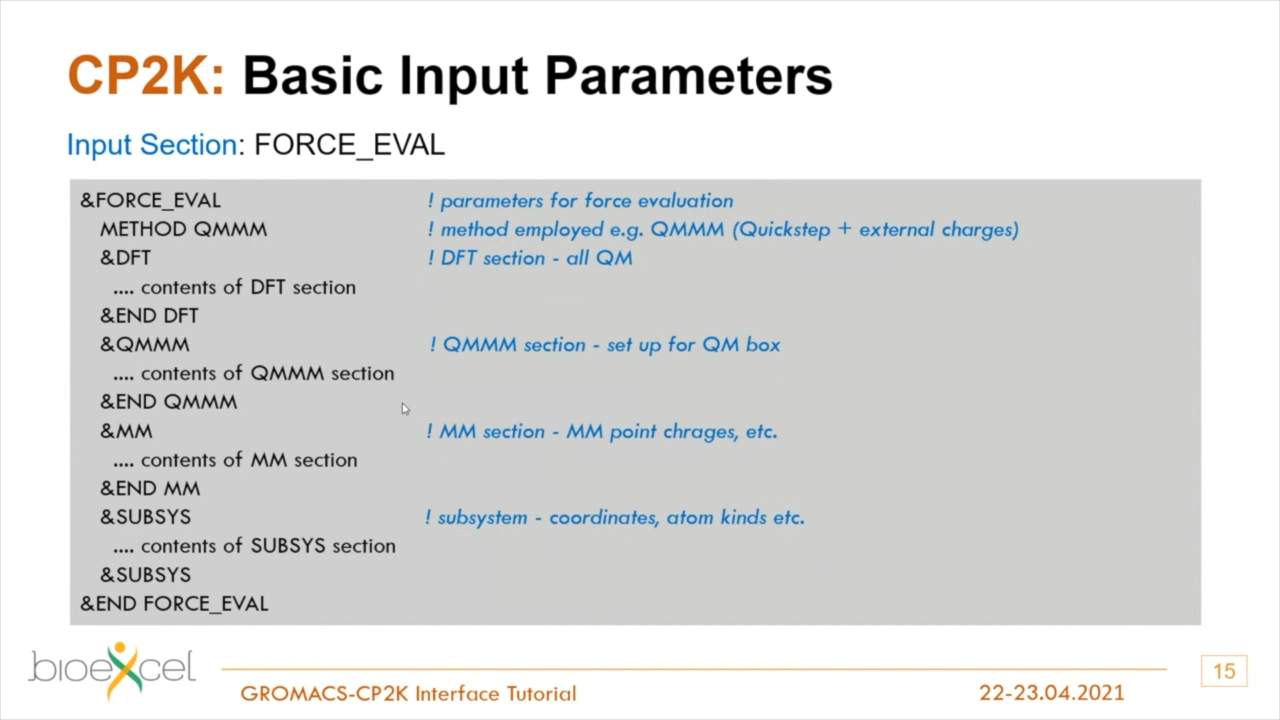 CP2K: Basic Input Parameters
Input Section: FORCE_EVAL
&FORCE_EVAL ! parameters for force evaluation
METHOD QMMM ! method employed e.g. QMMM (Quickstep + external charges)
&DFT ! DFT section - all QM
.... contents of DFT section
&END DFT
&QMMM ! QMMM section - set up for QM box
.... contents of QMMM section
&END QMMM
&MM ! MM section - MM point chrages, etc.
.... contents of MM section
&END MM
&SUBSYS ! subsystem - coordinates, atom kinds etc.
.... contents of SUBSYS section
&SUBSYS
&END FORCE_EVAL
bioexcel
GROMACS-CP2K Interface Tutorial
22-23.04.2021
15